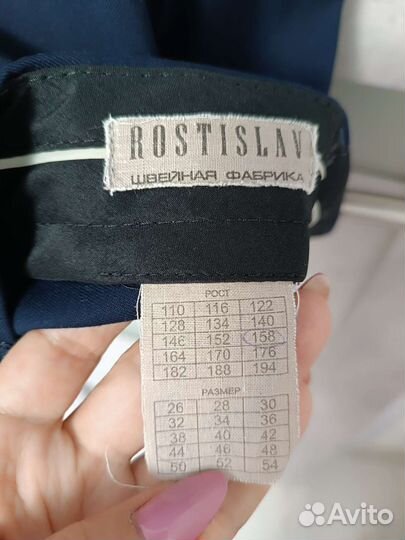 ROSTISLAV
ШВЕЙНАЯ ФАБРИКА
РОСТ
110 116 122
128 134 140
146 152 158
164 170 176
182 188 194
РАЗМЕР
26 28 30
32 34 36
38 40 42
44 46 48
50 52 54
Avito